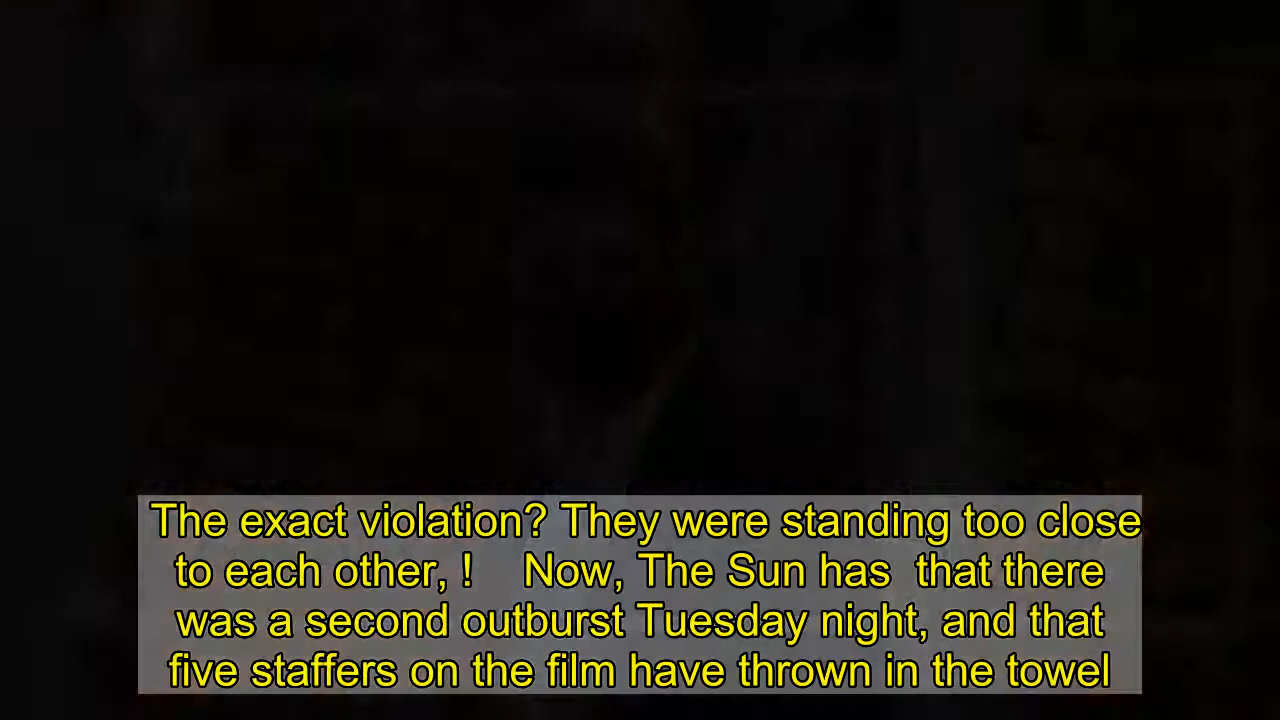 The exact violation? They were standing too close
to each other, !    Now, The Sun has  that there
was a second outburst Tuesday night, and that
five staffers on the film have thrown in the towel